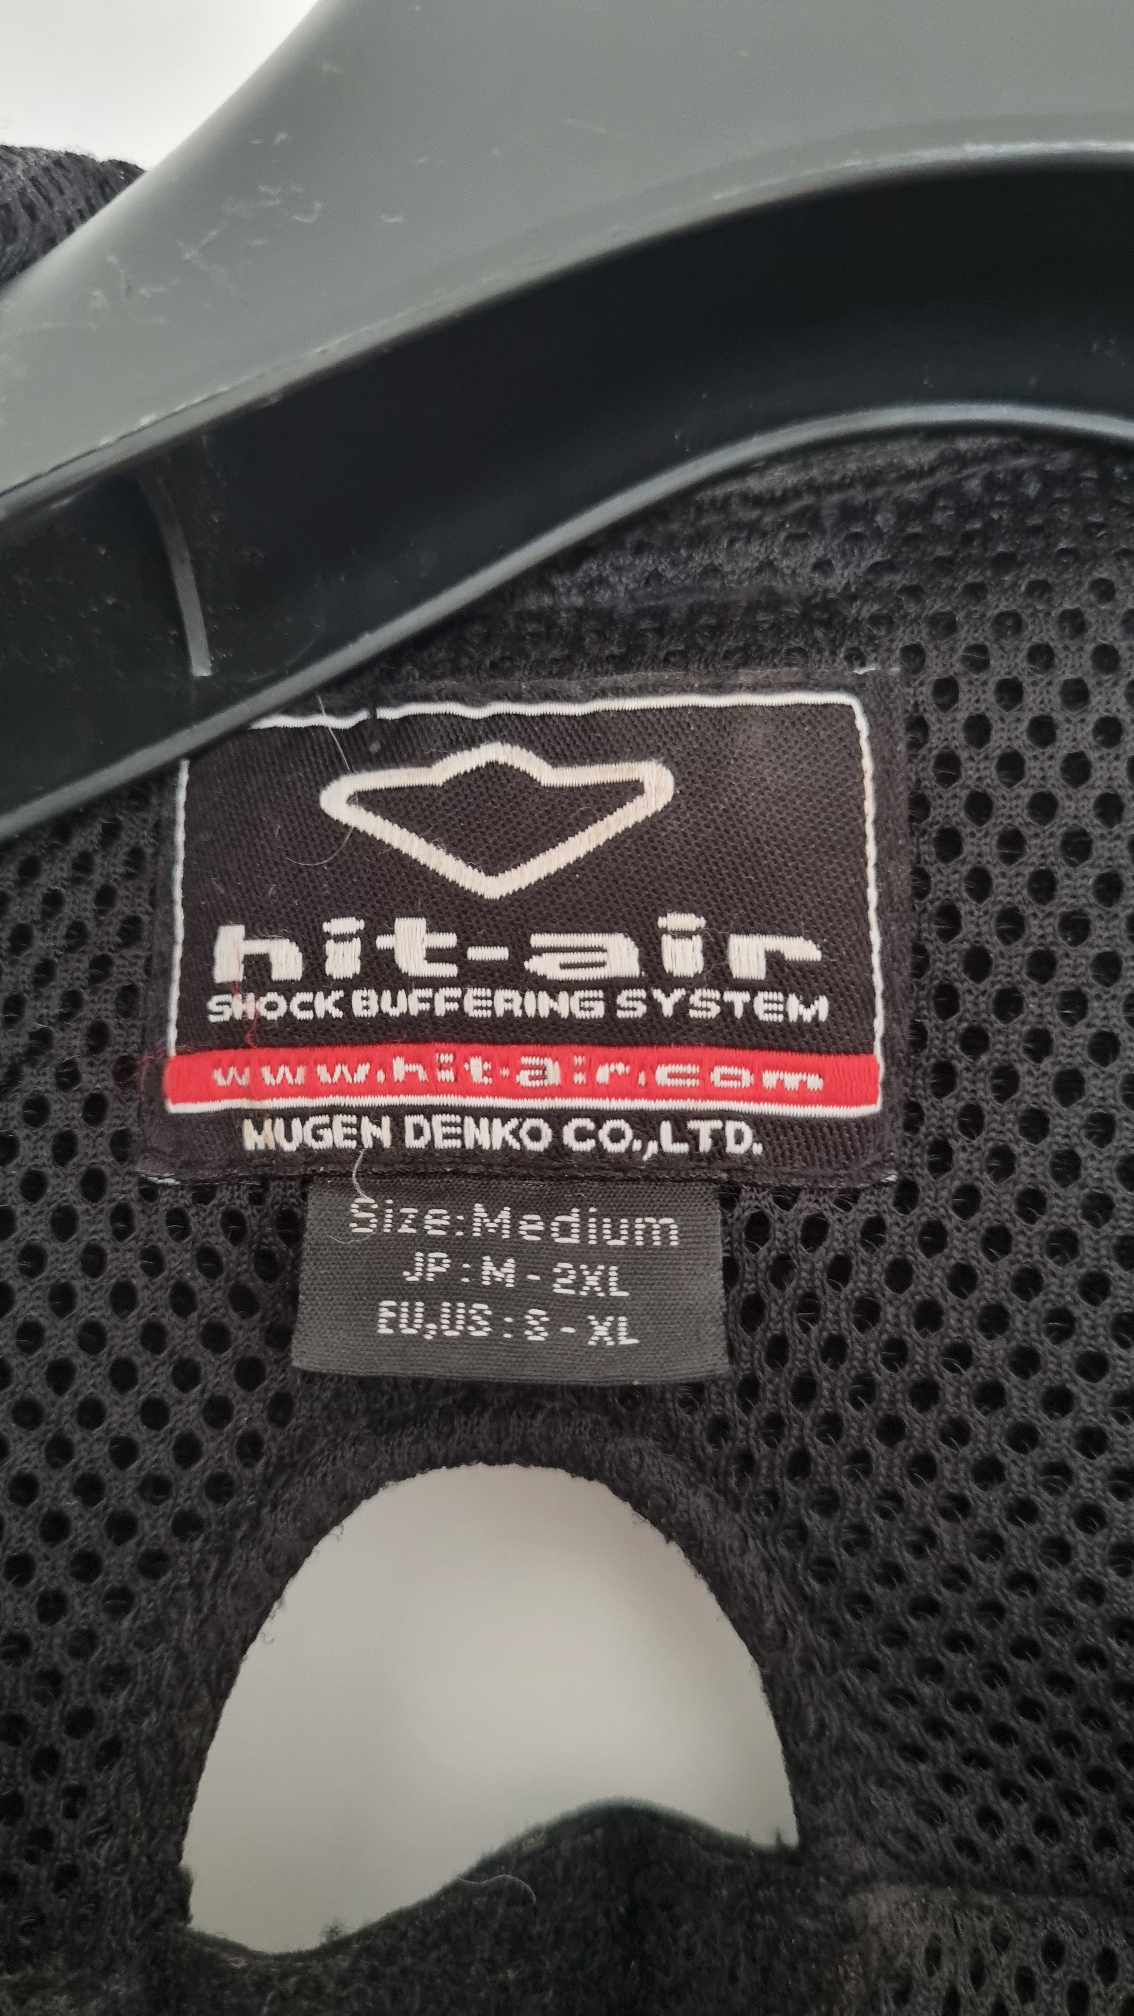 hit-air
SHOCK BUFFERING SYSTEM
www.hit-air.com
MUGEN DENKO CO.,LTD.
Size:Medium
JP : M - 2XL
EU,US : S - XL